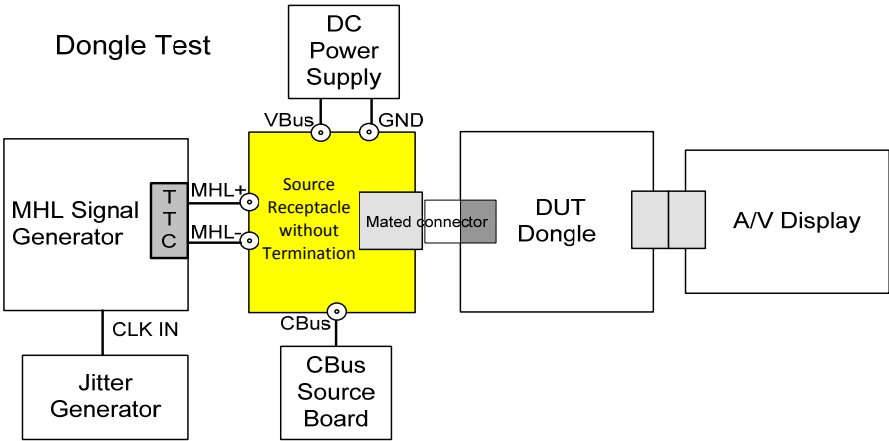 Dongle Test
DC
Power
Supply
VBus
GND
MHL Signal
Generator
T
T
C
MHL+
MHL-
Source
Receptacle
without
Termination
Mated connector
DUT
Dongle
A/V Display
CLK IN
CBus
Jitter
Generator
CBus
Source
Board